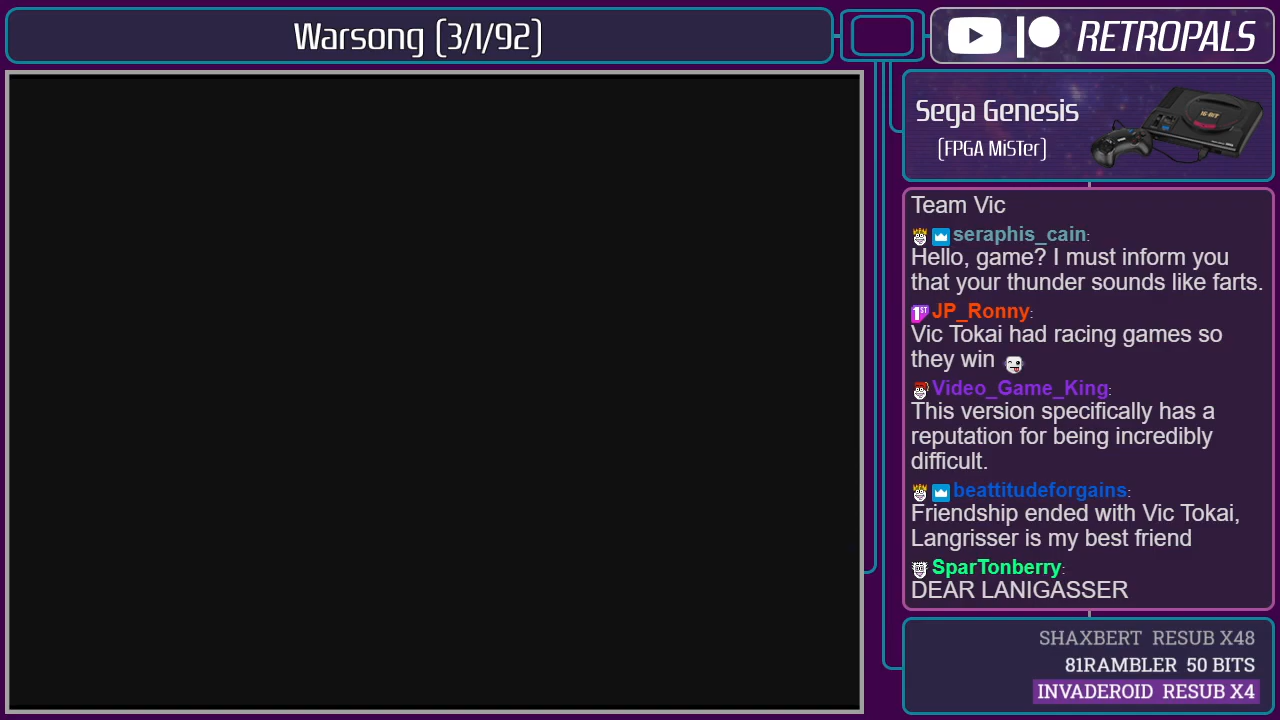 Warsong (3/1/92)
RETROPALS
Sega Genesis
(FPGA MiSTer)
16-BIT
Team Vic
seraphis_cain:
Hello, game? I must inform you
that your thunder sounds like farts.
1ST JP_Ronny:
Vic Tokai had racing games so
they win
Video_Game_King:
This version specifically has a
reputation for being incredibly
difficult.
beattitudeforgains:
Friendship ended with Vic Tokai,
Langrisser is my best friend
SparTonberry:
DEAR LANIGASSER
SHAXBERT RESUB X48
81RAMBLER 50 BITS
INVADEROID RESUB X4